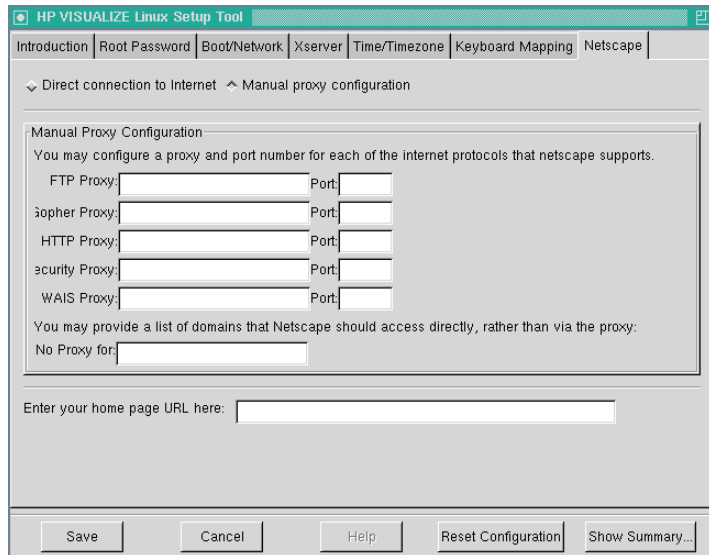 HP VISUALIZE Linux Setup Tool
Introduction Root Password Boot/Network Xserver Time/Timezone Keyboard Mapping Netscape
Direct connection to Internet Manual proxy configuration
Manual Proxy Configuration
You may configure a proxy and port number for each of the internet protocols that netscape supports.
FTP Proxy: Port:
Gopher Proxy: Port:
HTTP Proxy: Port:
ecurity Proxy: Port:
WAIS Proxy: Port:
You may provide a list of domains that Netscape should access directly, rather than via the proxy:
No Proxy for:
Enter your home page URL here:
Save Cancel Help Reset Configuration Show Summary...